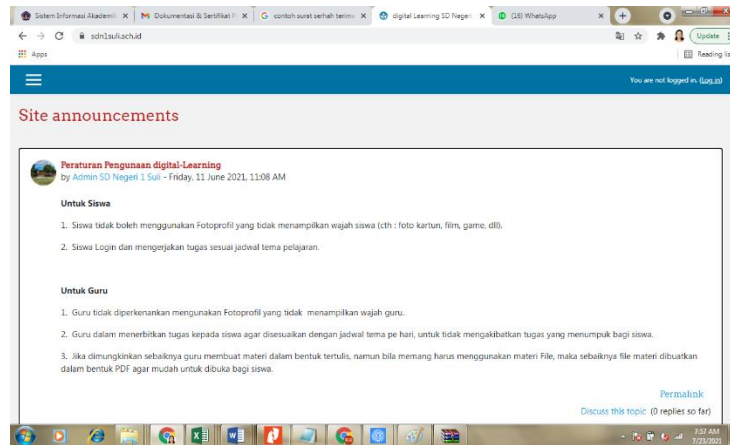 Sistem Informasi Akademi
Dokumentasi & Sertifikat P
contoh surat serhah terima
digital Learning SD Negeri
(16) WhatsApp
sdn1suli.sch.id
Update
Apps
Reading lis
You are not logged in. (Log in)
Site announcements
Peraturan Pengunaan digital-Learning
by Admin SD Negeri 1 Suli - Friday, 11 June 2021, 11:08 AM
Untuk Siswa
1. Siswa tidak boleh menggunakan Fotoprofil yang tidak menampilkan wajah siswa (cth : foto kartun, film, game, dll).
2. Siswa Login dan mengerjakan tugas sesuai jadwal tema pelajaran.
Untuk Guru
1. Guru tidak diperkenankan mengunakan Fotoprofil yang tidak menampilkan wajah guru.
2. Guru dalam menerbitkan tugas kepada siswa agar disesuaikan dengan jadwal tema pe hari, untuk tidak mengakibatkan tugas yang menumpuk bagi siswa.
3. Jika dimungkinkan sebaiknya guru membuat materi dalam bentuk tertulis, namun bila memang harus menggunakan materi File, maka sebaiknya file materi dibuatkan
dalam bentuk PDF agar mudah untuk dibuka bagi siswa.
Permalink
Discuss this topic (0 replies so far)
7:57 AM
7/23/2021